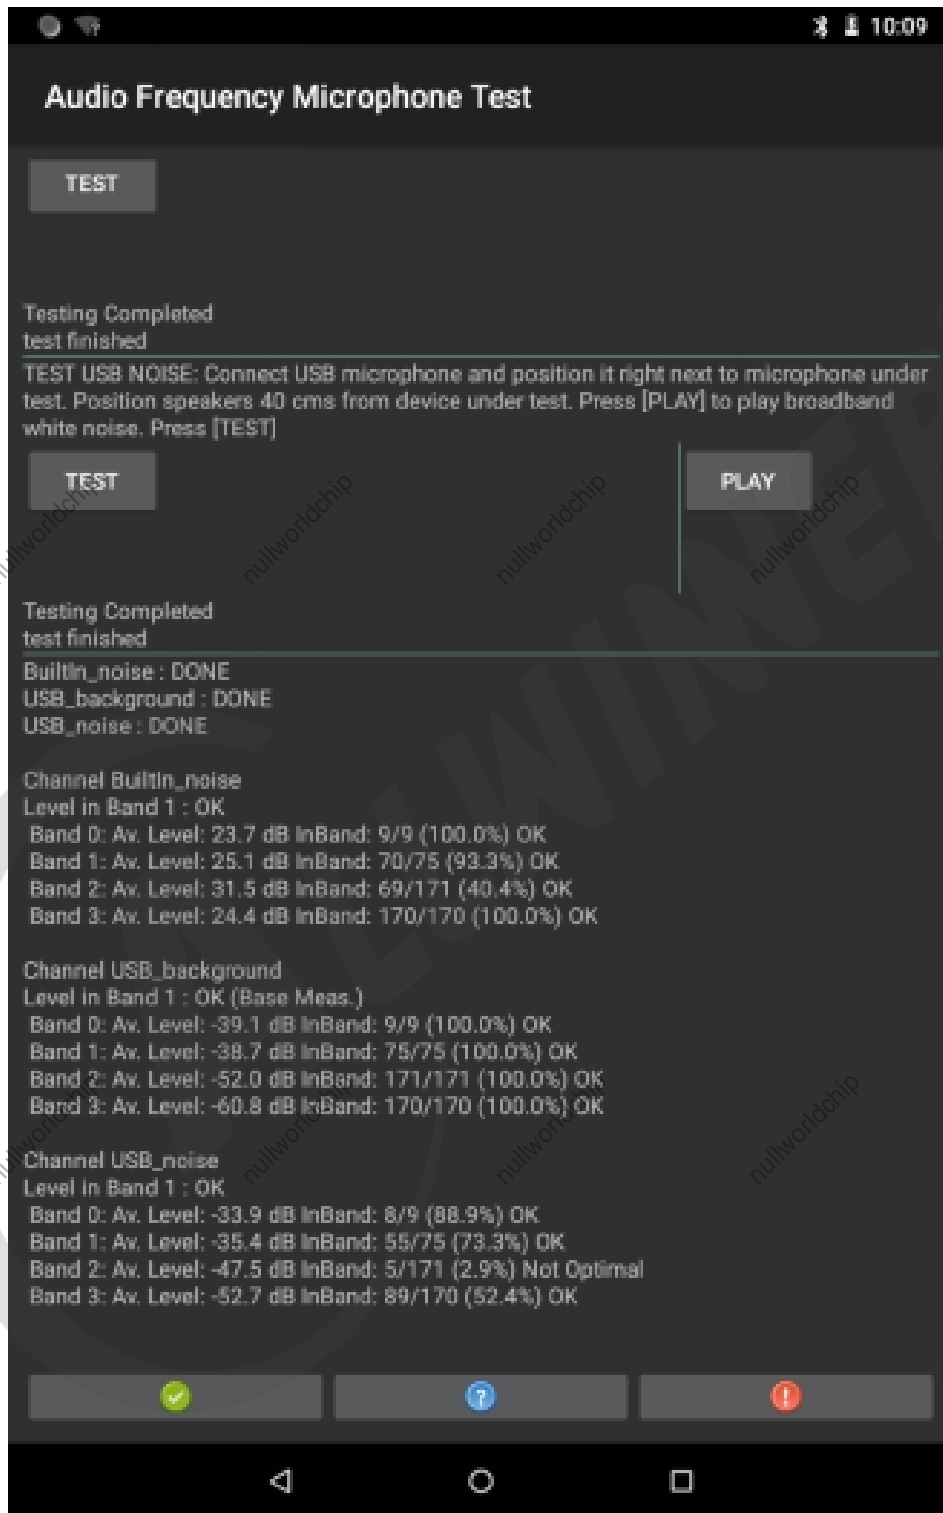 10:09
Audio Frequency Microphone Test
TEST
Testing Completed
test finished
TEST USB NOISE: Connect USB microphone and position it right next to microphone under
test. Position speakers 40 cms from device under test. Press [PLAY] to play broadband
white noise. Press [TEST]
TEST
PLAY
nullworldchip
nullworldchip
nullworldchip
nullworldchip
ALLWINNER
Testing Completed
test finished
BuiltIn_noise : DONE
USB_background : DONE
USB_noise : DONE
Channel BuiltIn_noise
Level in Band 1 : OK
Band 0: Av. Level: 23.7 dB InBand: 9/9 (100.0%) OK
Band 1: Av. Level: 25.1 dB InBand: 70/75 (93.3%) OK
Band 2: Av. Level: 31.5 dB InBand: 69/171 (40.4%) OK
Band 3: Av. Level: 24.4 dB InBand: 170/170 (100.0%) OK
Channel USB_background
Level in Band 1 : OK (Base Meas.)
Band 0: Av. Level: -39.1 dB InBand: 9/9 (100.0%) OK
Band 1: Av. Level: -38.7 dB InBand: 75/75 (100.0%) OK
Band 2: Av. Level: -52.0 dB InBand: 171/171 (100.0%) OK
Band 3: Av. Level: -60.8 dB InBand: 170/170 (100.0%) OK
nullworldchip
nullworldchip
nullworldchip
nullworldchip
Channel USB_noise
Level in Band 1 : OK
Band 0: Av. Level: -33.9 dB InBand: 8/9 (88.9%) OK
Band 1: Av. Level: -35.4 dB InBand: 55/75 (73.3%) OK
Band 2: Av. Level: -47.5 dB InBand: 5/171 (2.9%) Not Optimal
Band 3: Av. Level: -52.7 dB InBand: 89/170 (52.4%) OK